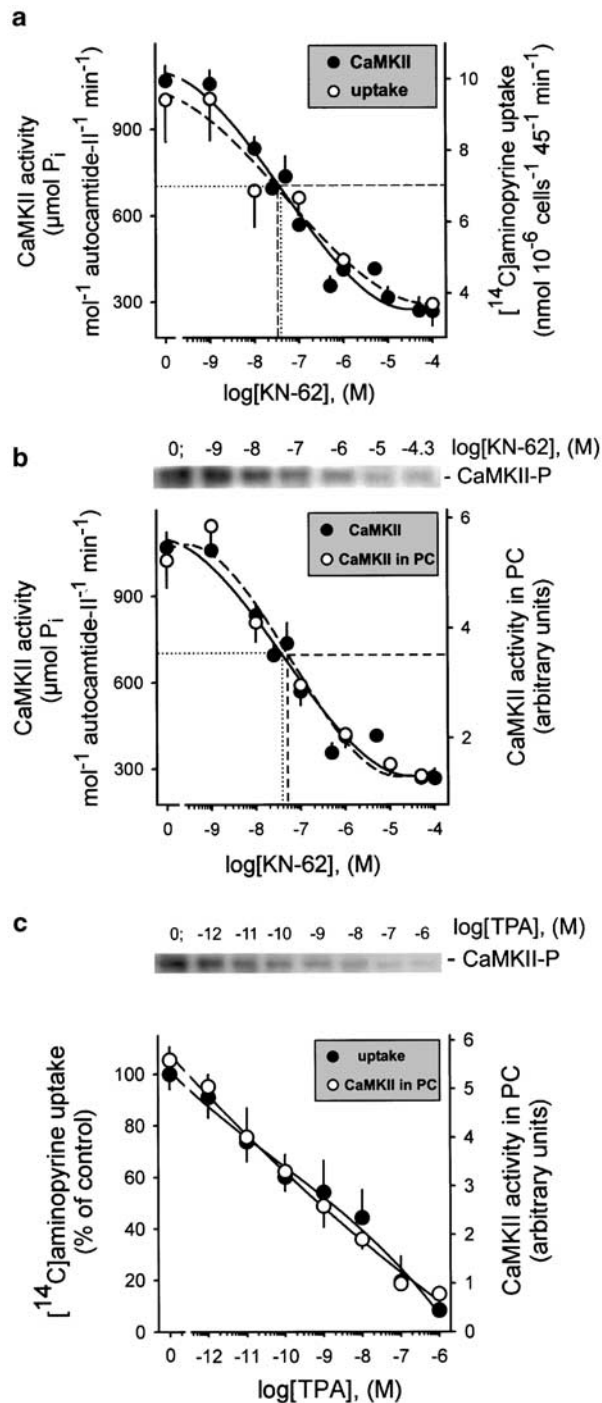 a
CaMKII
uptake
CaMKII activity
(µmol Pi
mol⁻¹ autocamtide-II⁻¹ min⁻¹)
900
600
300
10
8
6
4
[¹⁴C]aminopyrine uptake
(nmol 10⁻⁶ cells⁻¹ 45⁻¹ min⁻¹)
0 -9 -8 -7 -6 -5 -4
log[KN-62], (M)
b
0; -9 -8 -7 -6 -5 -4.3 log[KN-62], (M)
- CaMKII-P
CaMKII
CaMKII in PC
CaMKII activity
(µmol Pi
mol⁻¹ autocamtide-II⁻¹ min⁻¹)
900
600
300
6
4
2
CaMKII activity in PC
(arbitrary units)
0 -9 -8 -7 -6 -5 -4
log[KN-62], (M)
c
0; -12 -11 -10 -9 -8 -7 -6 log[TPA], (M)
- CaMKII-P
uptake
CaMKII in PC
[¹⁴C]aminopyrine uptake
(% of control)
100
80
60
40
20
0
6
5
4
3
2
1
0
CaMKII activity in PC
(arbitrary units)
0 -12 -11 -10 -9 -8 -7 -6
log[TPA], (M)